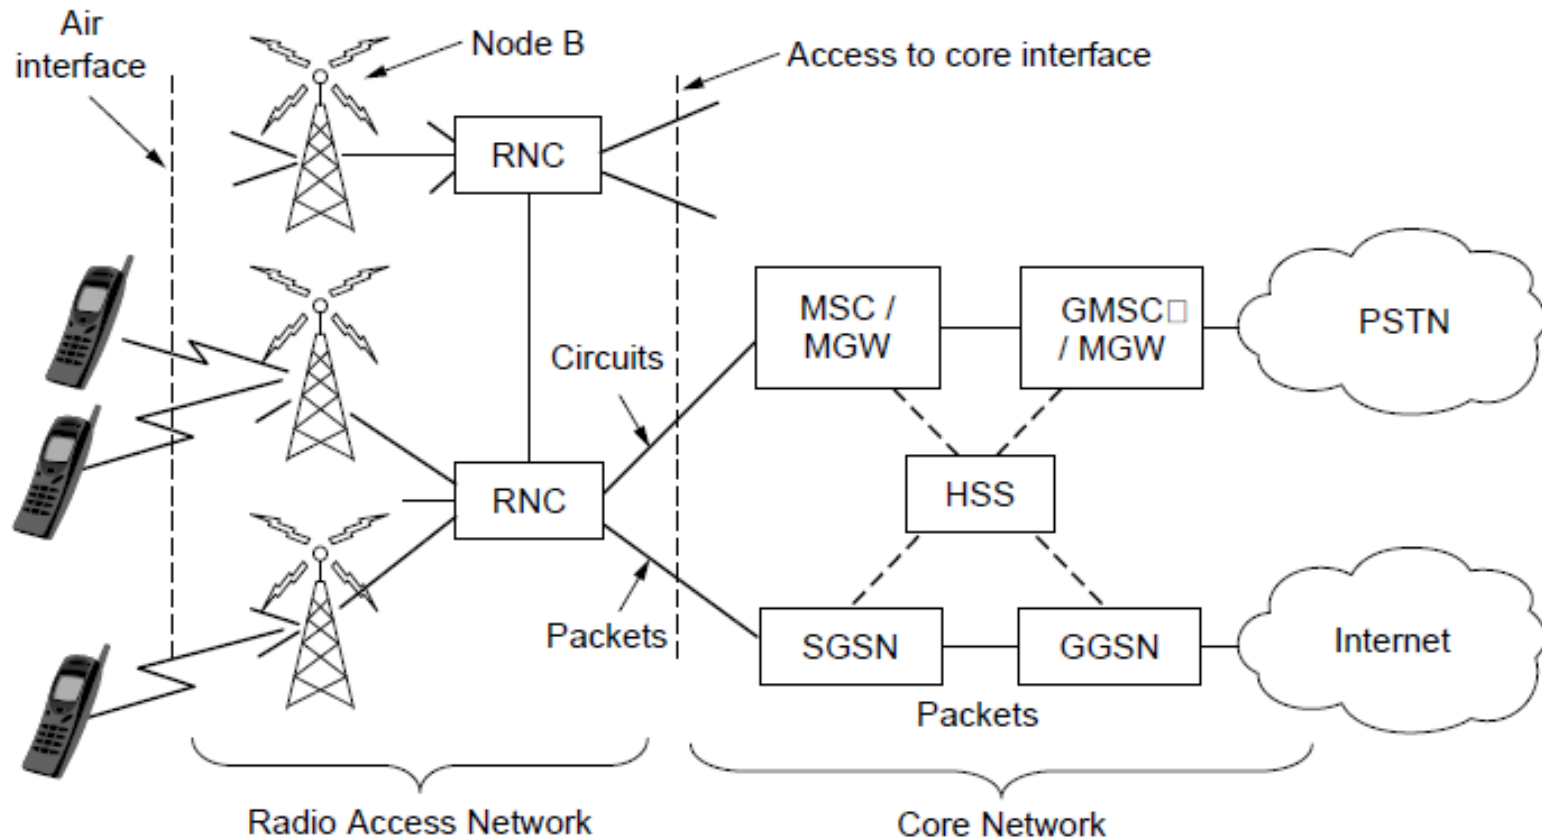 Air
interface
Node B
Access to core interface
RNC
MSC /
MGW
GMSC□
/ MGW
PSTN
Circuits
RNC
HSS
Packets
SGSN
GGSN
Internet
Packets
Radio Access Network
Core Network